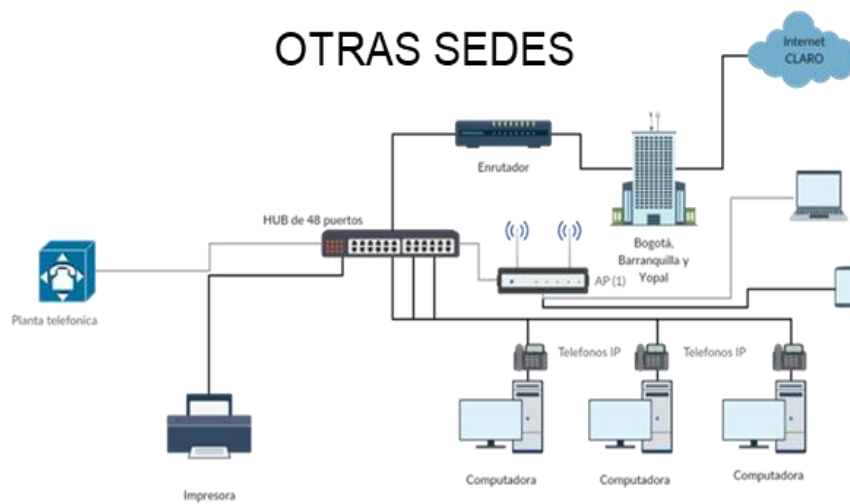 OTRAS SEDES
Internet
CLARO
Enrutador
HUB de 48 puertos
Bogotá,
Barranquilla y
Yopal
AP (1)
Planta telefonica
Telefonos IP
Telefonos IP
Computadora
Computadora
Computadora
Impresora